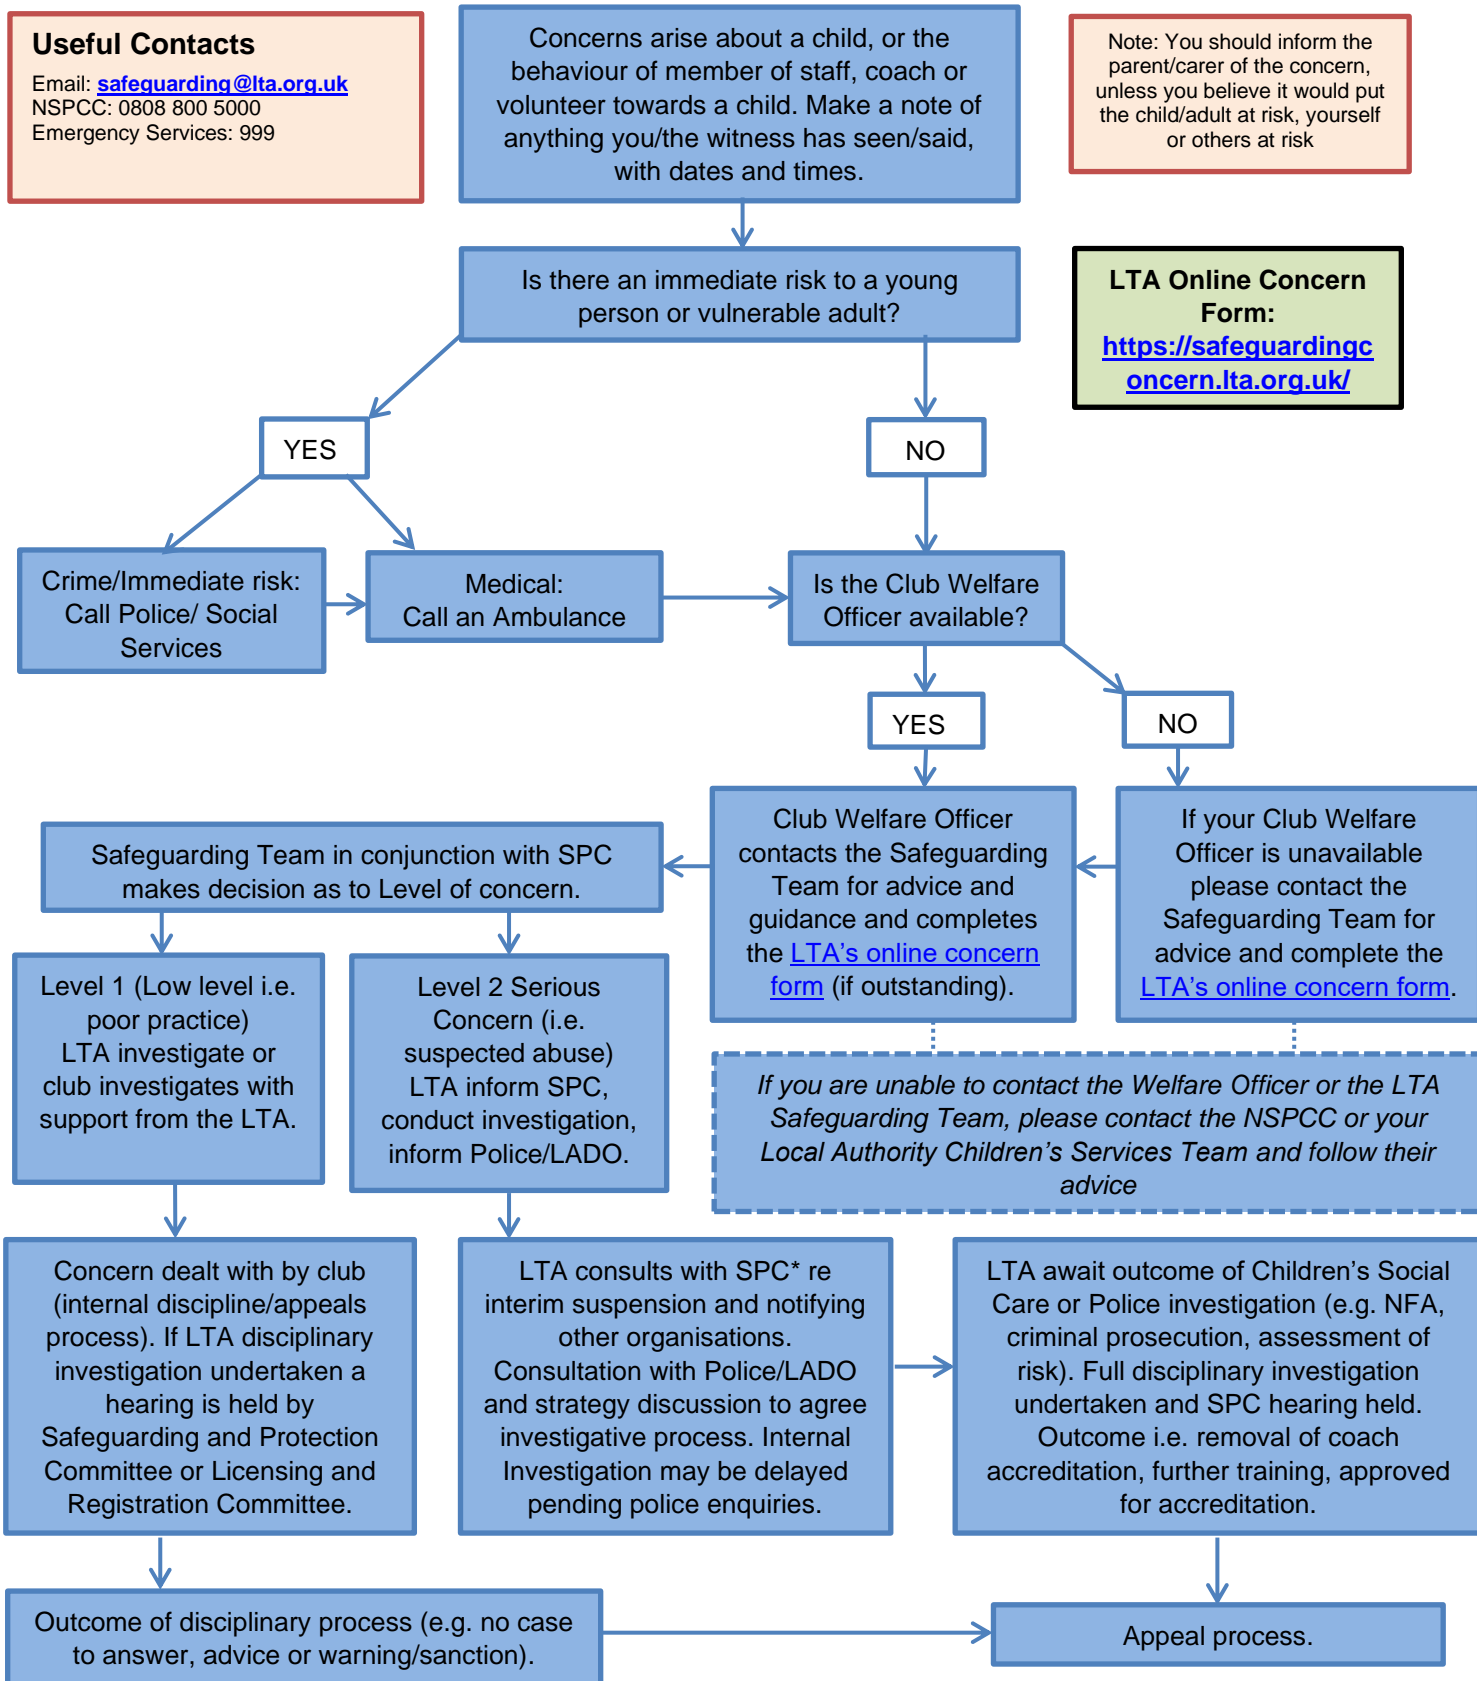 Useful Contacts
Email: safeguarding@lta.org.uk
NSPCC: 0808 800 5000
Emergency Services: 999
Concerns arise about a child, or the
behaviour of member of staff, coach or
volunteer towards a child. Make a note of
anything you/the witness has seen/said,
with dates and times.
Note: You should inform the
parent/carer of the concern,
unless you believe it would put
the child/adult at risk, yourself
or others at risk
Is there an immediate risk to a young
person or vulnerable adult?
LTA Online Concern
Form:
https://safeguardingc
oncern.lta.org.uk/
YES
NO
Crime/Immediate risk:
Call Police/ Social
Services
Medical:
Call an Ambulance
Is the Club Welfare
Officer available?
YES
NO
Safeguarding Team in conjunction with SPC
makes decision as to Level of concern.
Club Welfare Officer
contacts the Safeguarding
Team for advice and
guidance and completes
the LTA's online concern
form (if outstanding).
If your Club Welfare
Officer is unavailable
please contact the
Safeguarding Team for
advice and complete the
LTA's online concern form.
Level 1 (Low level i.e.
poor practice)
LTA investigate or
club investigates with
support from the LTA.
Level 2 Serious
Concern (i.e.
suspected abuse)
LTA inform SPC,
conduct investigation,
inform Police/LADO.
If you are unable to contact the Welfare Officer or the LTA
Safeguarding Team, please contact the NSPCC or your
Local Authority Children's Services Team and follow their
advice
Concern dealt with by club
(internal discipline/appeals
process). If LTA disciplinary
investigation undertaken a
hearing is held by
Safeguarding and Protection
Committee or Licensing and
Registration Committee.
LTA consults with SPC* re
interim suspension and notifying
other organisations.
Consultation with Police/LADO
and strategy discussion to agree
investigative process. Internal
Investigation may be delayed
pending police enquiries.
LTA await outcome of Children's Social
Care or Police investigation (e.g. NFA,
criminal prosecution, assessment of
risk). Full disciplinary investigation
undertaken and SPC hearing held.
Outcome i.e. removal of coach
accreditation, further training, approved
for accreditation.
Outcome of disciplinary process (e.g. no case
to answer, advice or warning/sanction).
Appeal process.